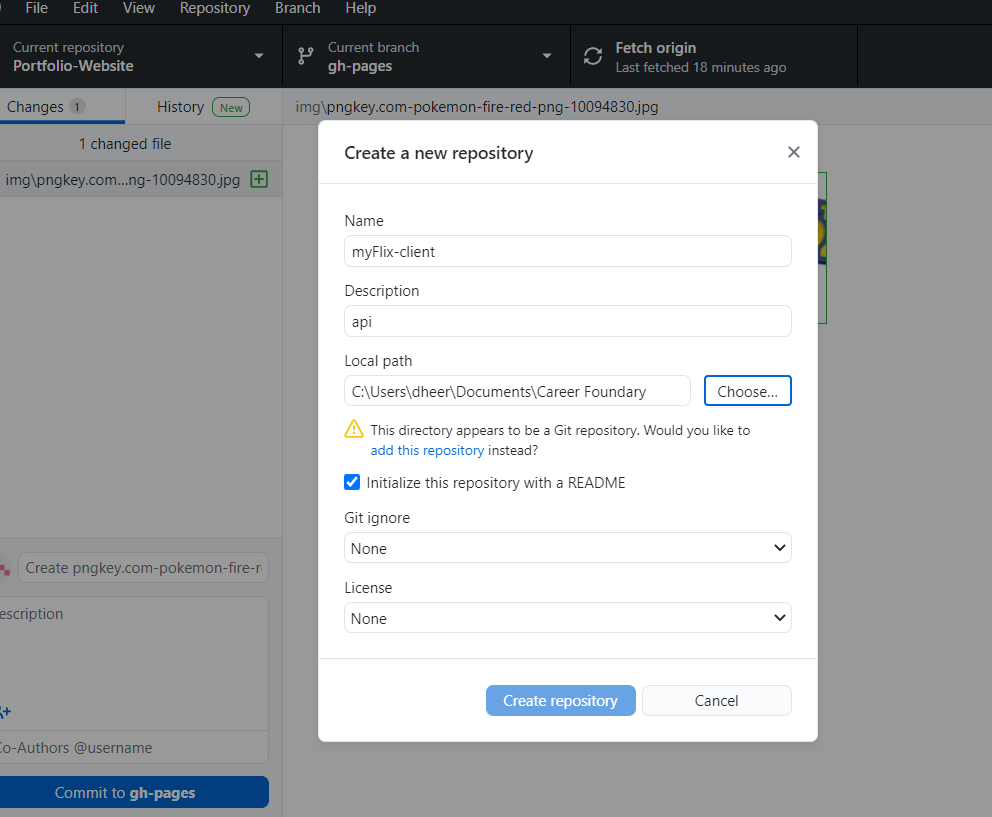 File Edit View Repository Branch Help
Current repository
Portfolio-Website
Current branch
gh-pages
Fetch origin
Last fetched 18 minutes ago
Changes 1
History New
img\pngkey.com-pokemon-fire-red-png-10094830.jpg
1 changed file
img\pngkey.com...ng-10094830.jpg
Create a new repository
Name
myFlix-client
Description
api
Local path
C:\Users\dheer\Documents\Career Foundary
Choose...
This directory appears to be a Git repository. Would you like to
add this repository instead?
Initialize this repository with a README
Git ignore
None
License
None
Create repository
Cancel
Create pngkey.com-pokemon-fire-r
escription
Co-Authors @username
Commit to gh-pages